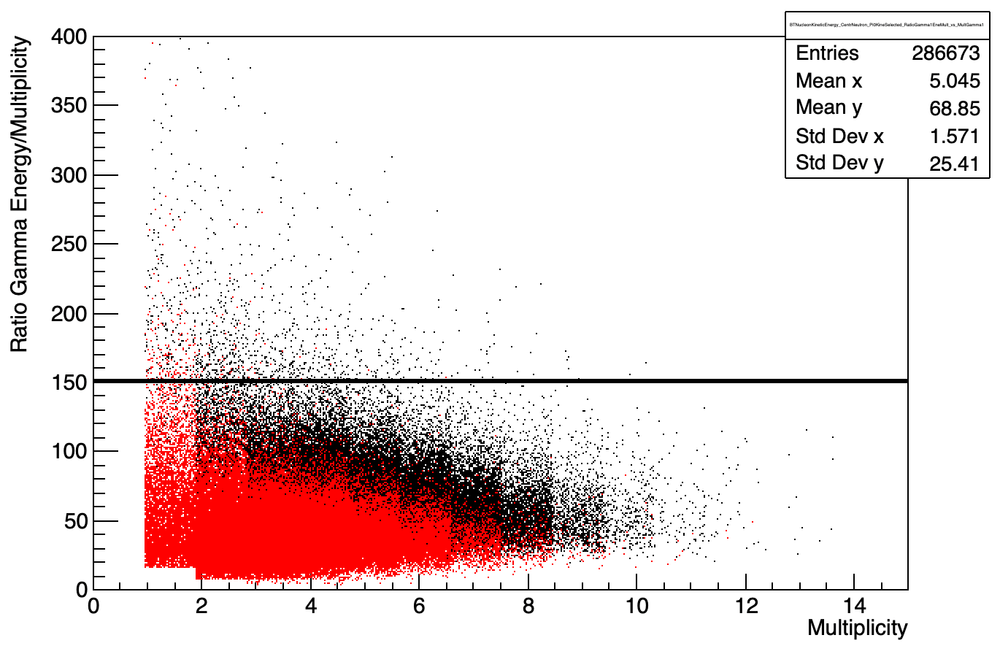 BTNucleonKineticEnergy_CentrNeutron_Pi0KineSelected_RatioGamma1EneMult_vs_MultGamma1
Entries 286673
Mean x 5.045
Mean y 68.85
Std Dev x 1.571
Std Dev y 25.41
Ratio Gamma Energy/Multiplicity
400
350
300
250
200
150
100
50
0
0 2 4 6 8 10 12 14
Multiplicity